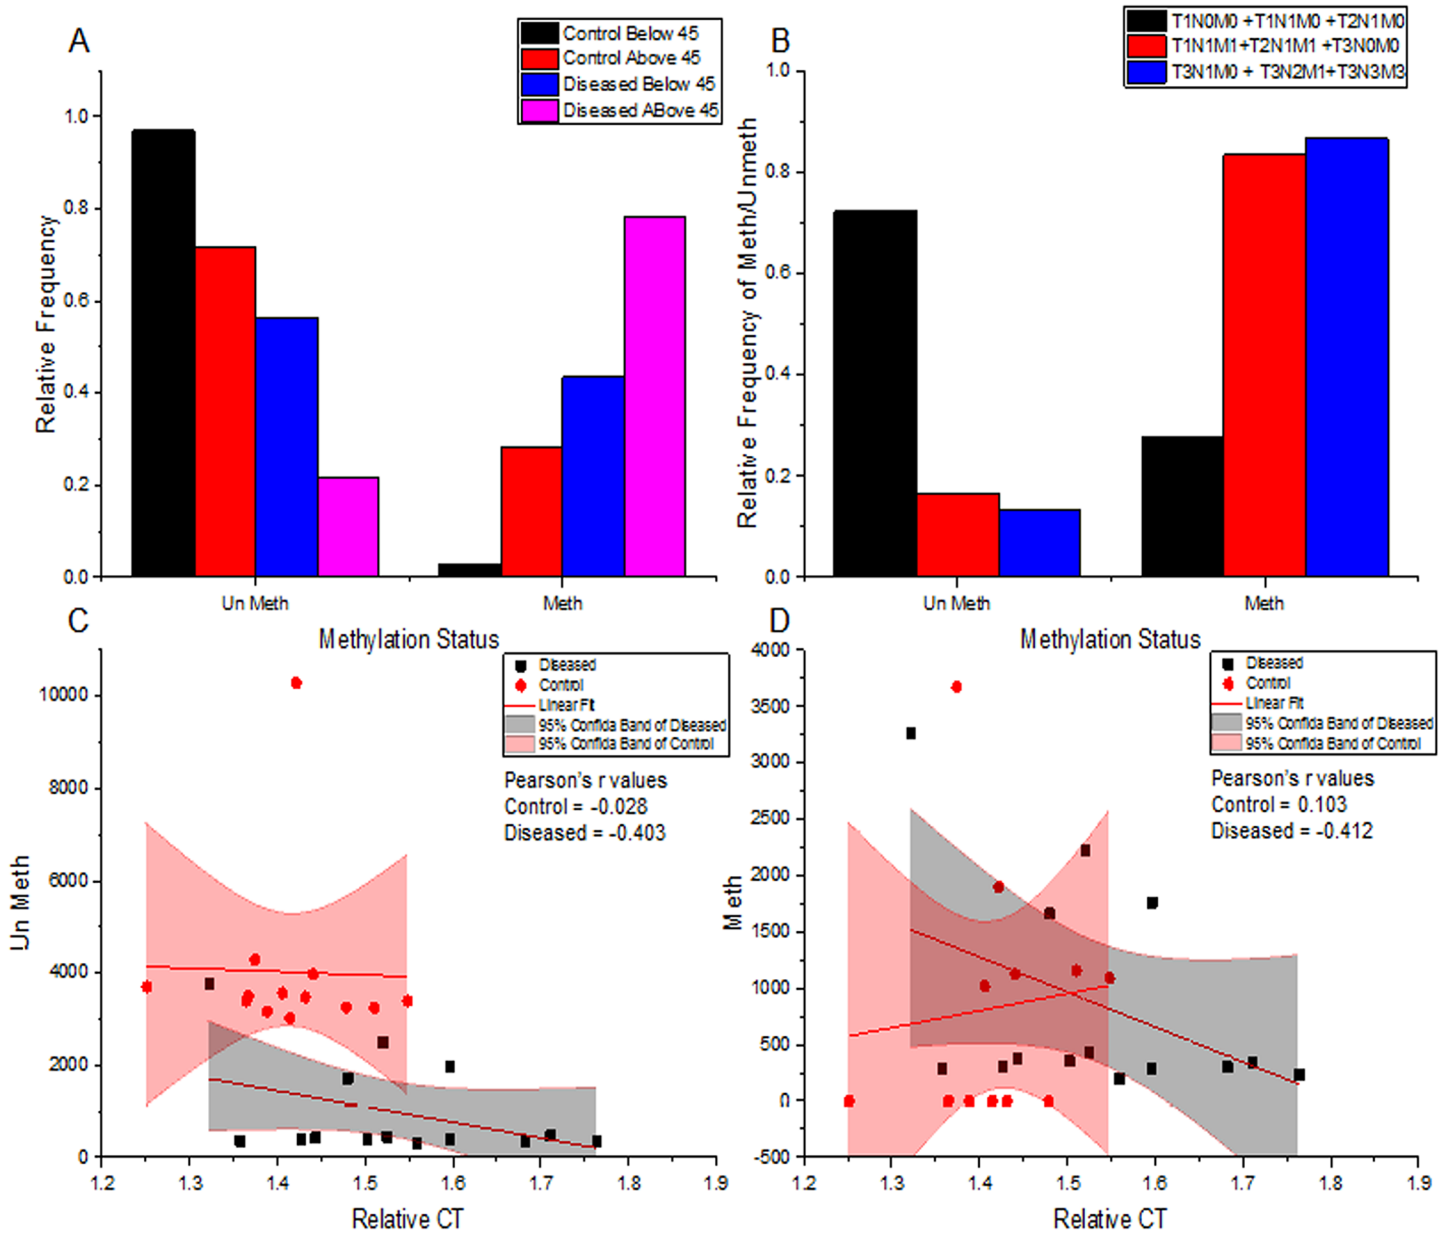 A
Control Below 45
Control Above 45
Diseased Below 45
Diseased ABove 45
Relative Frequency
1.0
0.8
0.6
0.4
0.2
0.0
Un Meth
Meth
Methylation Status
B
T1N0M0 +T1N1M0 +T2N1M0
T1N1M1+T2N1M1 +T3N0M0
T3N1M0 + T3N2M1+T3N3M3
Relative Frequency of Meth/Unmeth
1.0
0.8
0.6
0.4
0.2
0.0
Un Meth
Meth
Methylation Status
C
Diseased
Control
Linear Fit
95% Confida Band of Diseased
95% Confida Band of Control
Pearson's r values
Control = -0.028
Diseased = -0.403
Un Meth
10000
8000
6000
4000
2000
0
1.2
1.3
1.4
1.5
1.6
1.7
1.8
1.9
Relative CT
D
Diseased
Control
Linear Fit
95% Confida Band of Diseased
95% Confida Band of Control
Pearson's r values
Control = 0.103
Diseased = -0.412
Meth
4000
3500
3000
2500
2000
1500
1000
500
0
-500
1.2
1.3
1.4
1.5
1.6
1.7
1.8
1.9
Relative CT